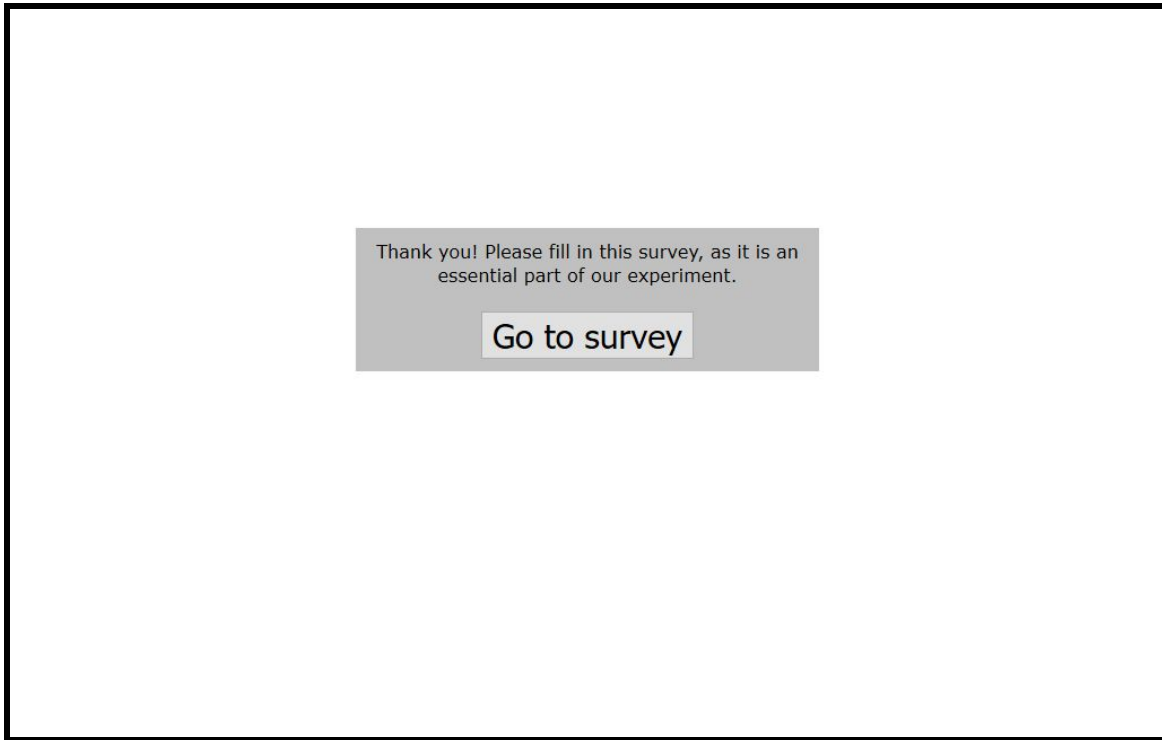 Thank you! Please fill in this survey, as it is an
essential part of our experiment.
Go to survey